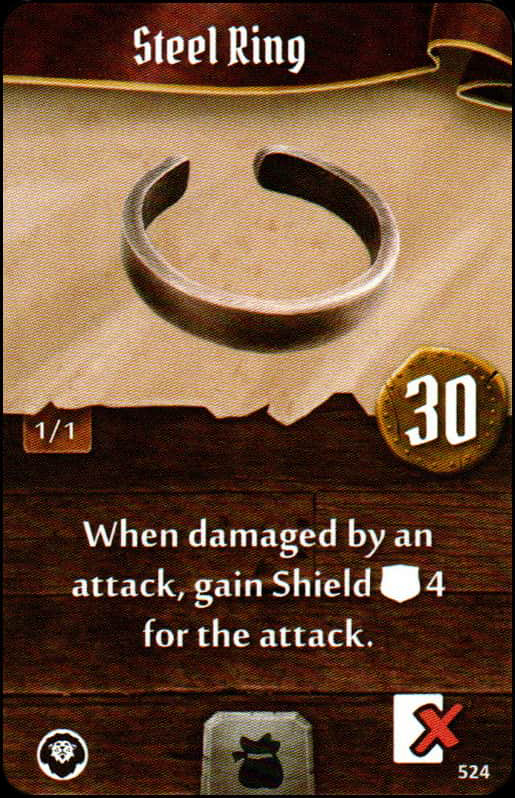 Steel Ring
30
1/1
When damaged by an
attack, gain Shield 4
for the attack.
524